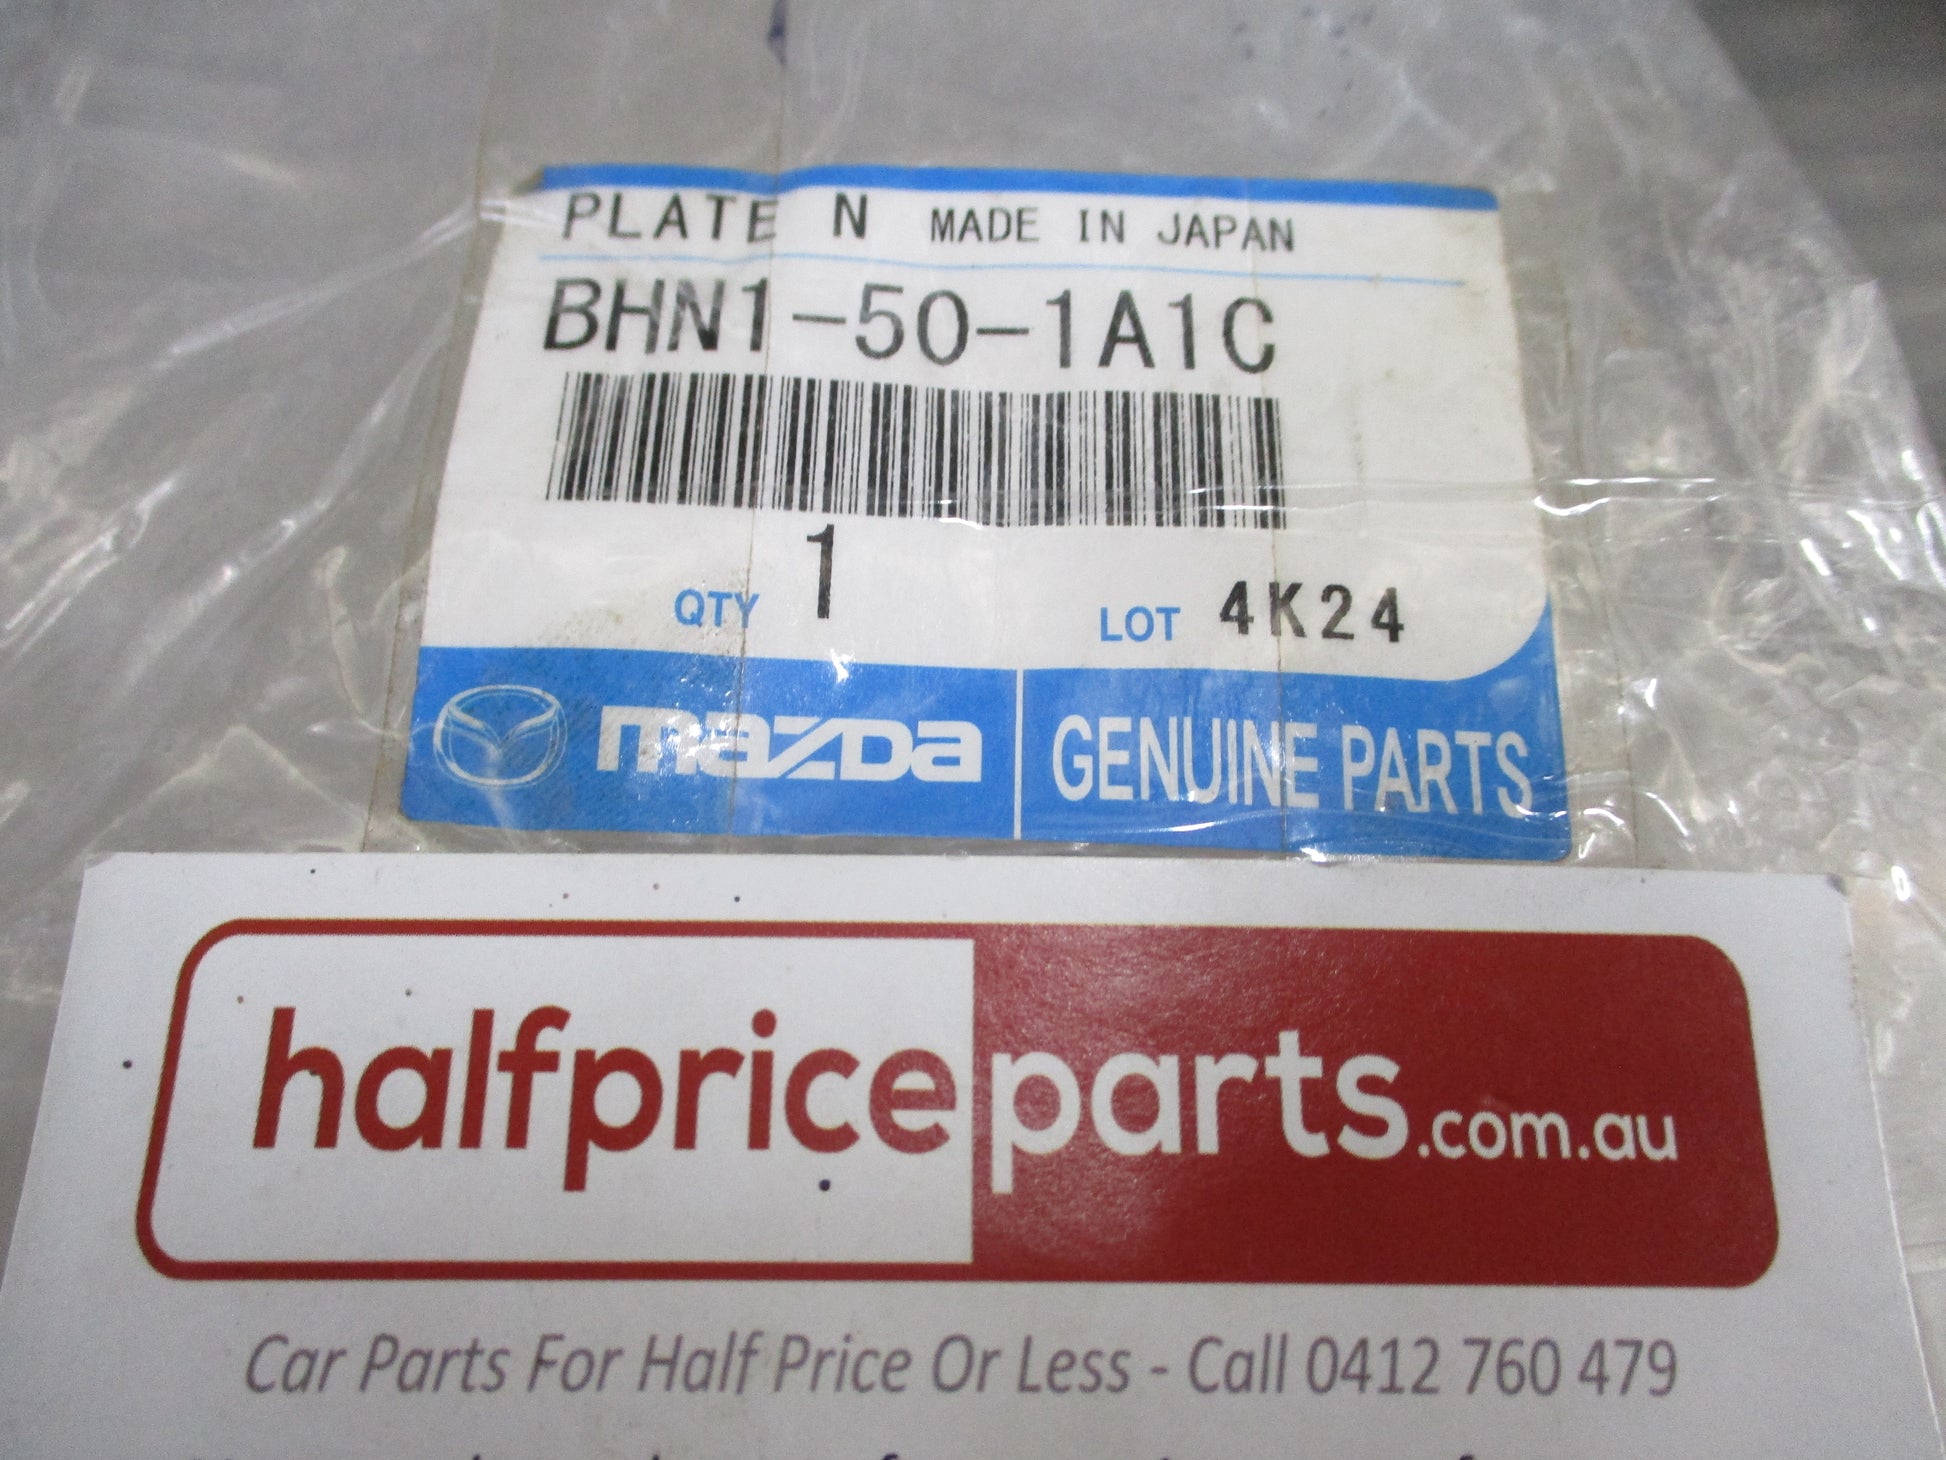 PLATE N MADE IN JAPAN
BHN1-50-1A1C
QTY 1 LOT 4K24
mazda GENUINE PARTS
halfpriceparts.com.au
Car Parts For Half Price Or Less - Call 0412 760 479